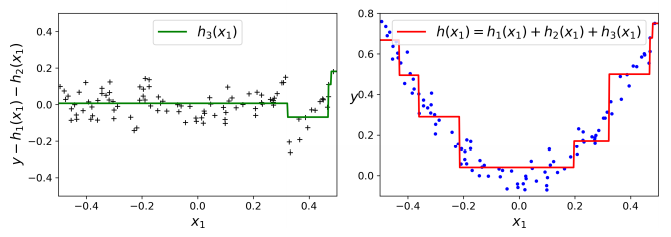 h₃(x₁)
y − h₁(x₁) − h₂(x₁)
0.4
0.2
0.0
−0.2
−0.4
−0.4 −0.2 0.0 0.2 0.4
x₁
h(x₁) = h₁(x₁) + h₂(x₁) + h₃(x₁)
y
0.8
0.6
0.4
0.2
0.0
−0.4 −0.2 0.0 0.2 0.4
x₁